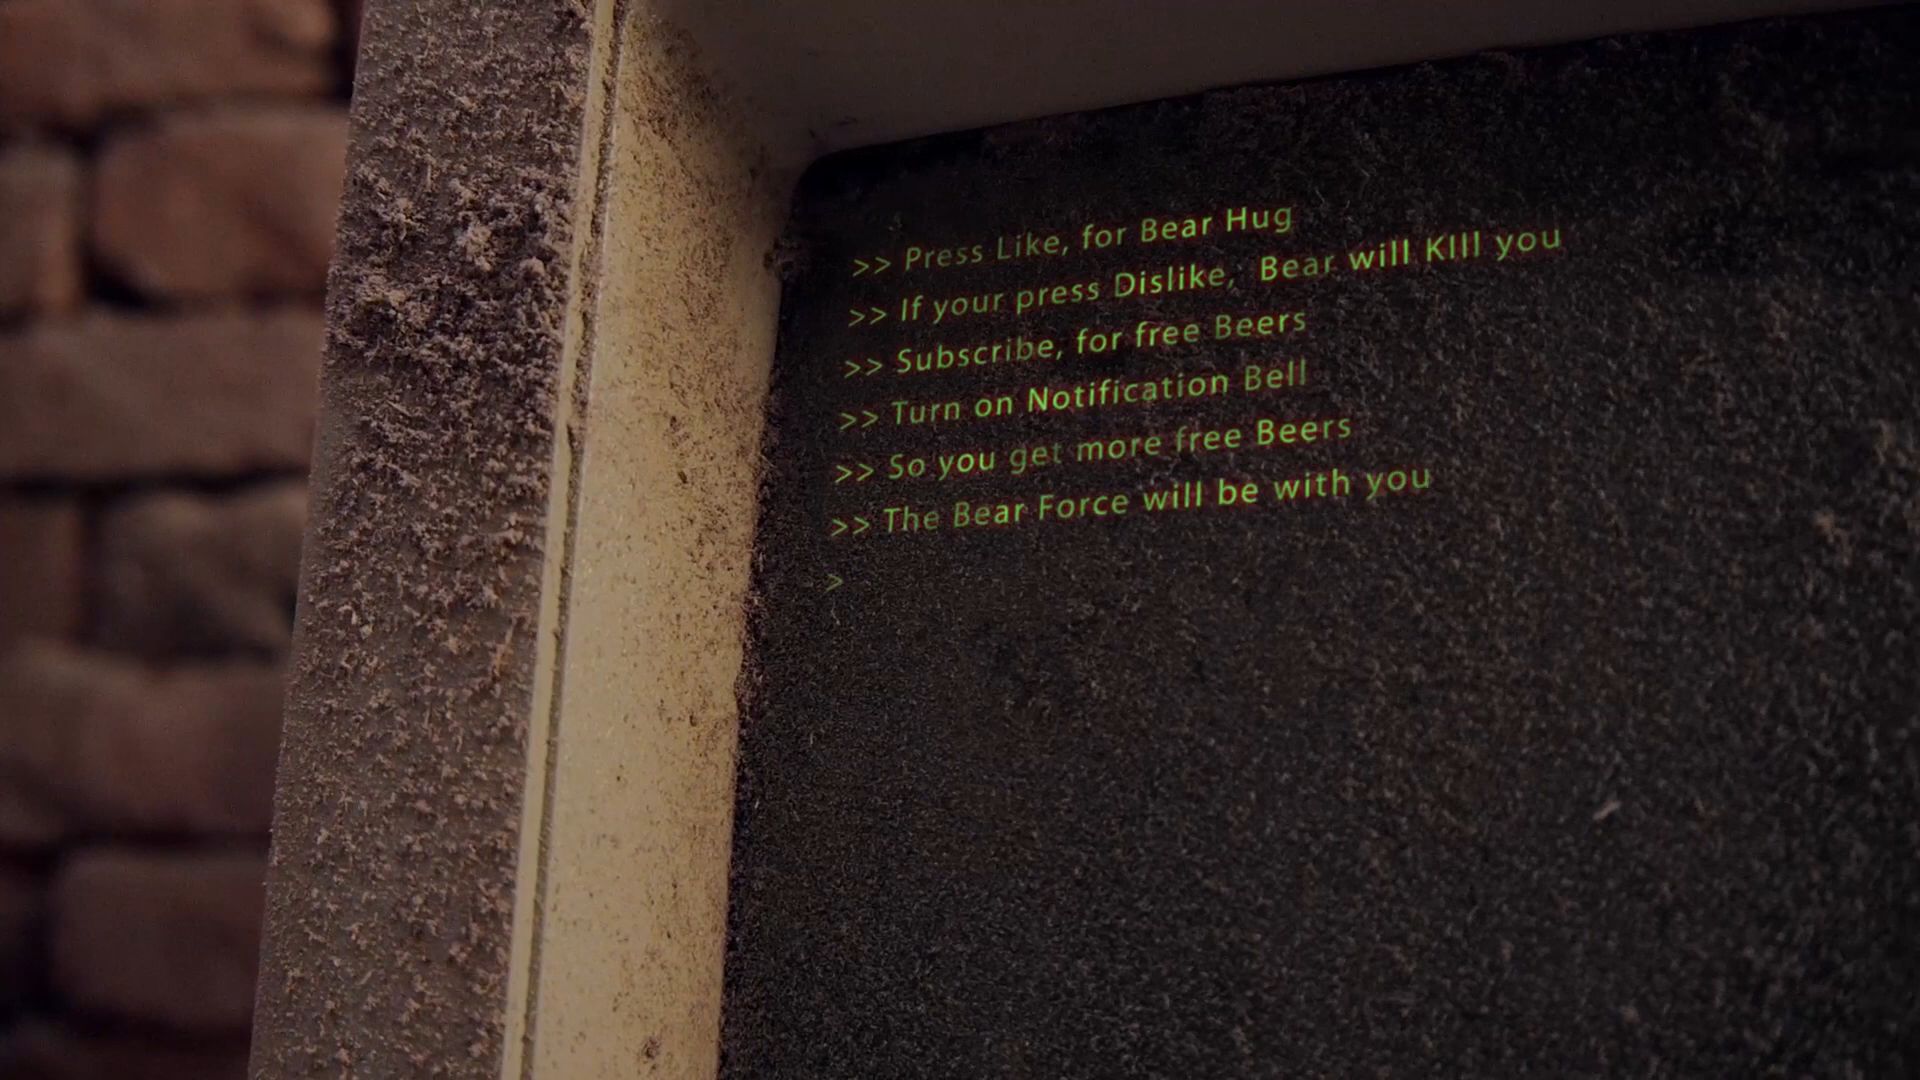 >> Press Like, for Bear Hug
>> If your press Dislike,  Bear will KIll you
>> Subscribe, for free Beers
>> Turn on Notification Bell
>> So you get more free Beers
>> The Bear Force will be with you
>